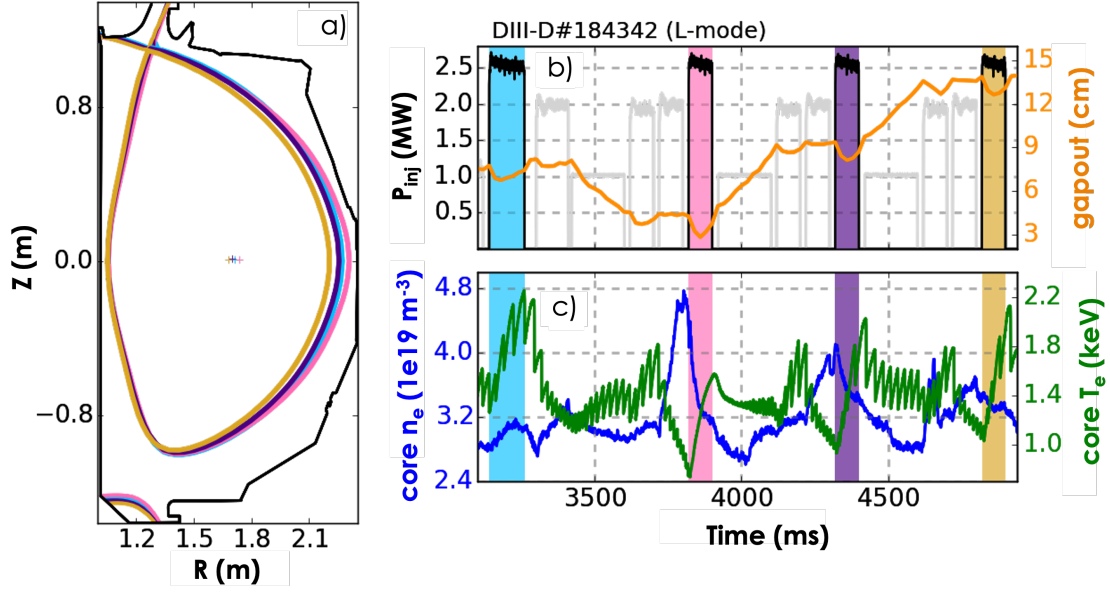 a)
0.8
0.0
−0.8
Z (m)
1.2 1.5 1.8 2.1
R (m)
DIII-D#184342 (L-mode)
b)
2.5
2.0
1.5
1.0
0.5
Pinj (MW)
15
12
9
6
3
gapout (cm)
c)
4.8
4.0
3.2
2.4
core ne (1e19 m-3)
2.2
1.8
1.4
1.0
core Te (keV)
3500 4000 4500
Time (ms)